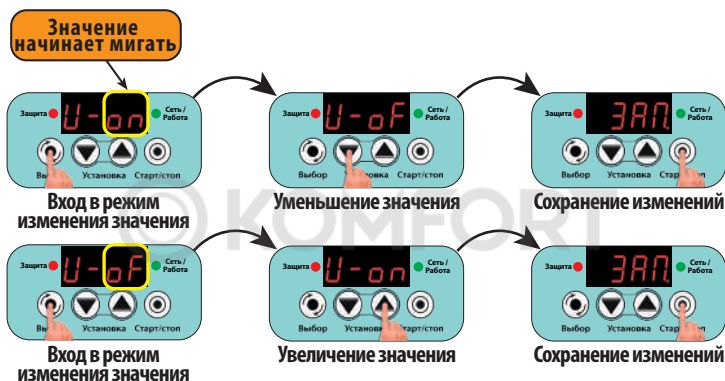 Значение
начинает мигать
Защита U-on Сеть /
Работа
Выбор Установка Старт/стоп
Вход в режим
изменения значения
Защита U-oF Сеть /
Работа
Выбор Установка Старт/стоп
Уменьшение значения
Защита ЗАП. Сеть /
Работа
Выбор Установка Старт/стоп
Сохранение изменений
© KOMFORT
Защита U-oF Сеть /
Работа
Выбор Установка Старт/стоп
Вход в режим
изменения значения
Защита U-on Сеть /
Работа
Выбор Установка Старт/стоп
Увеличение значения
Защита ЗАП. Сеть /
Работа
Выбор Установка Старт/стоп
Сохранение изменений